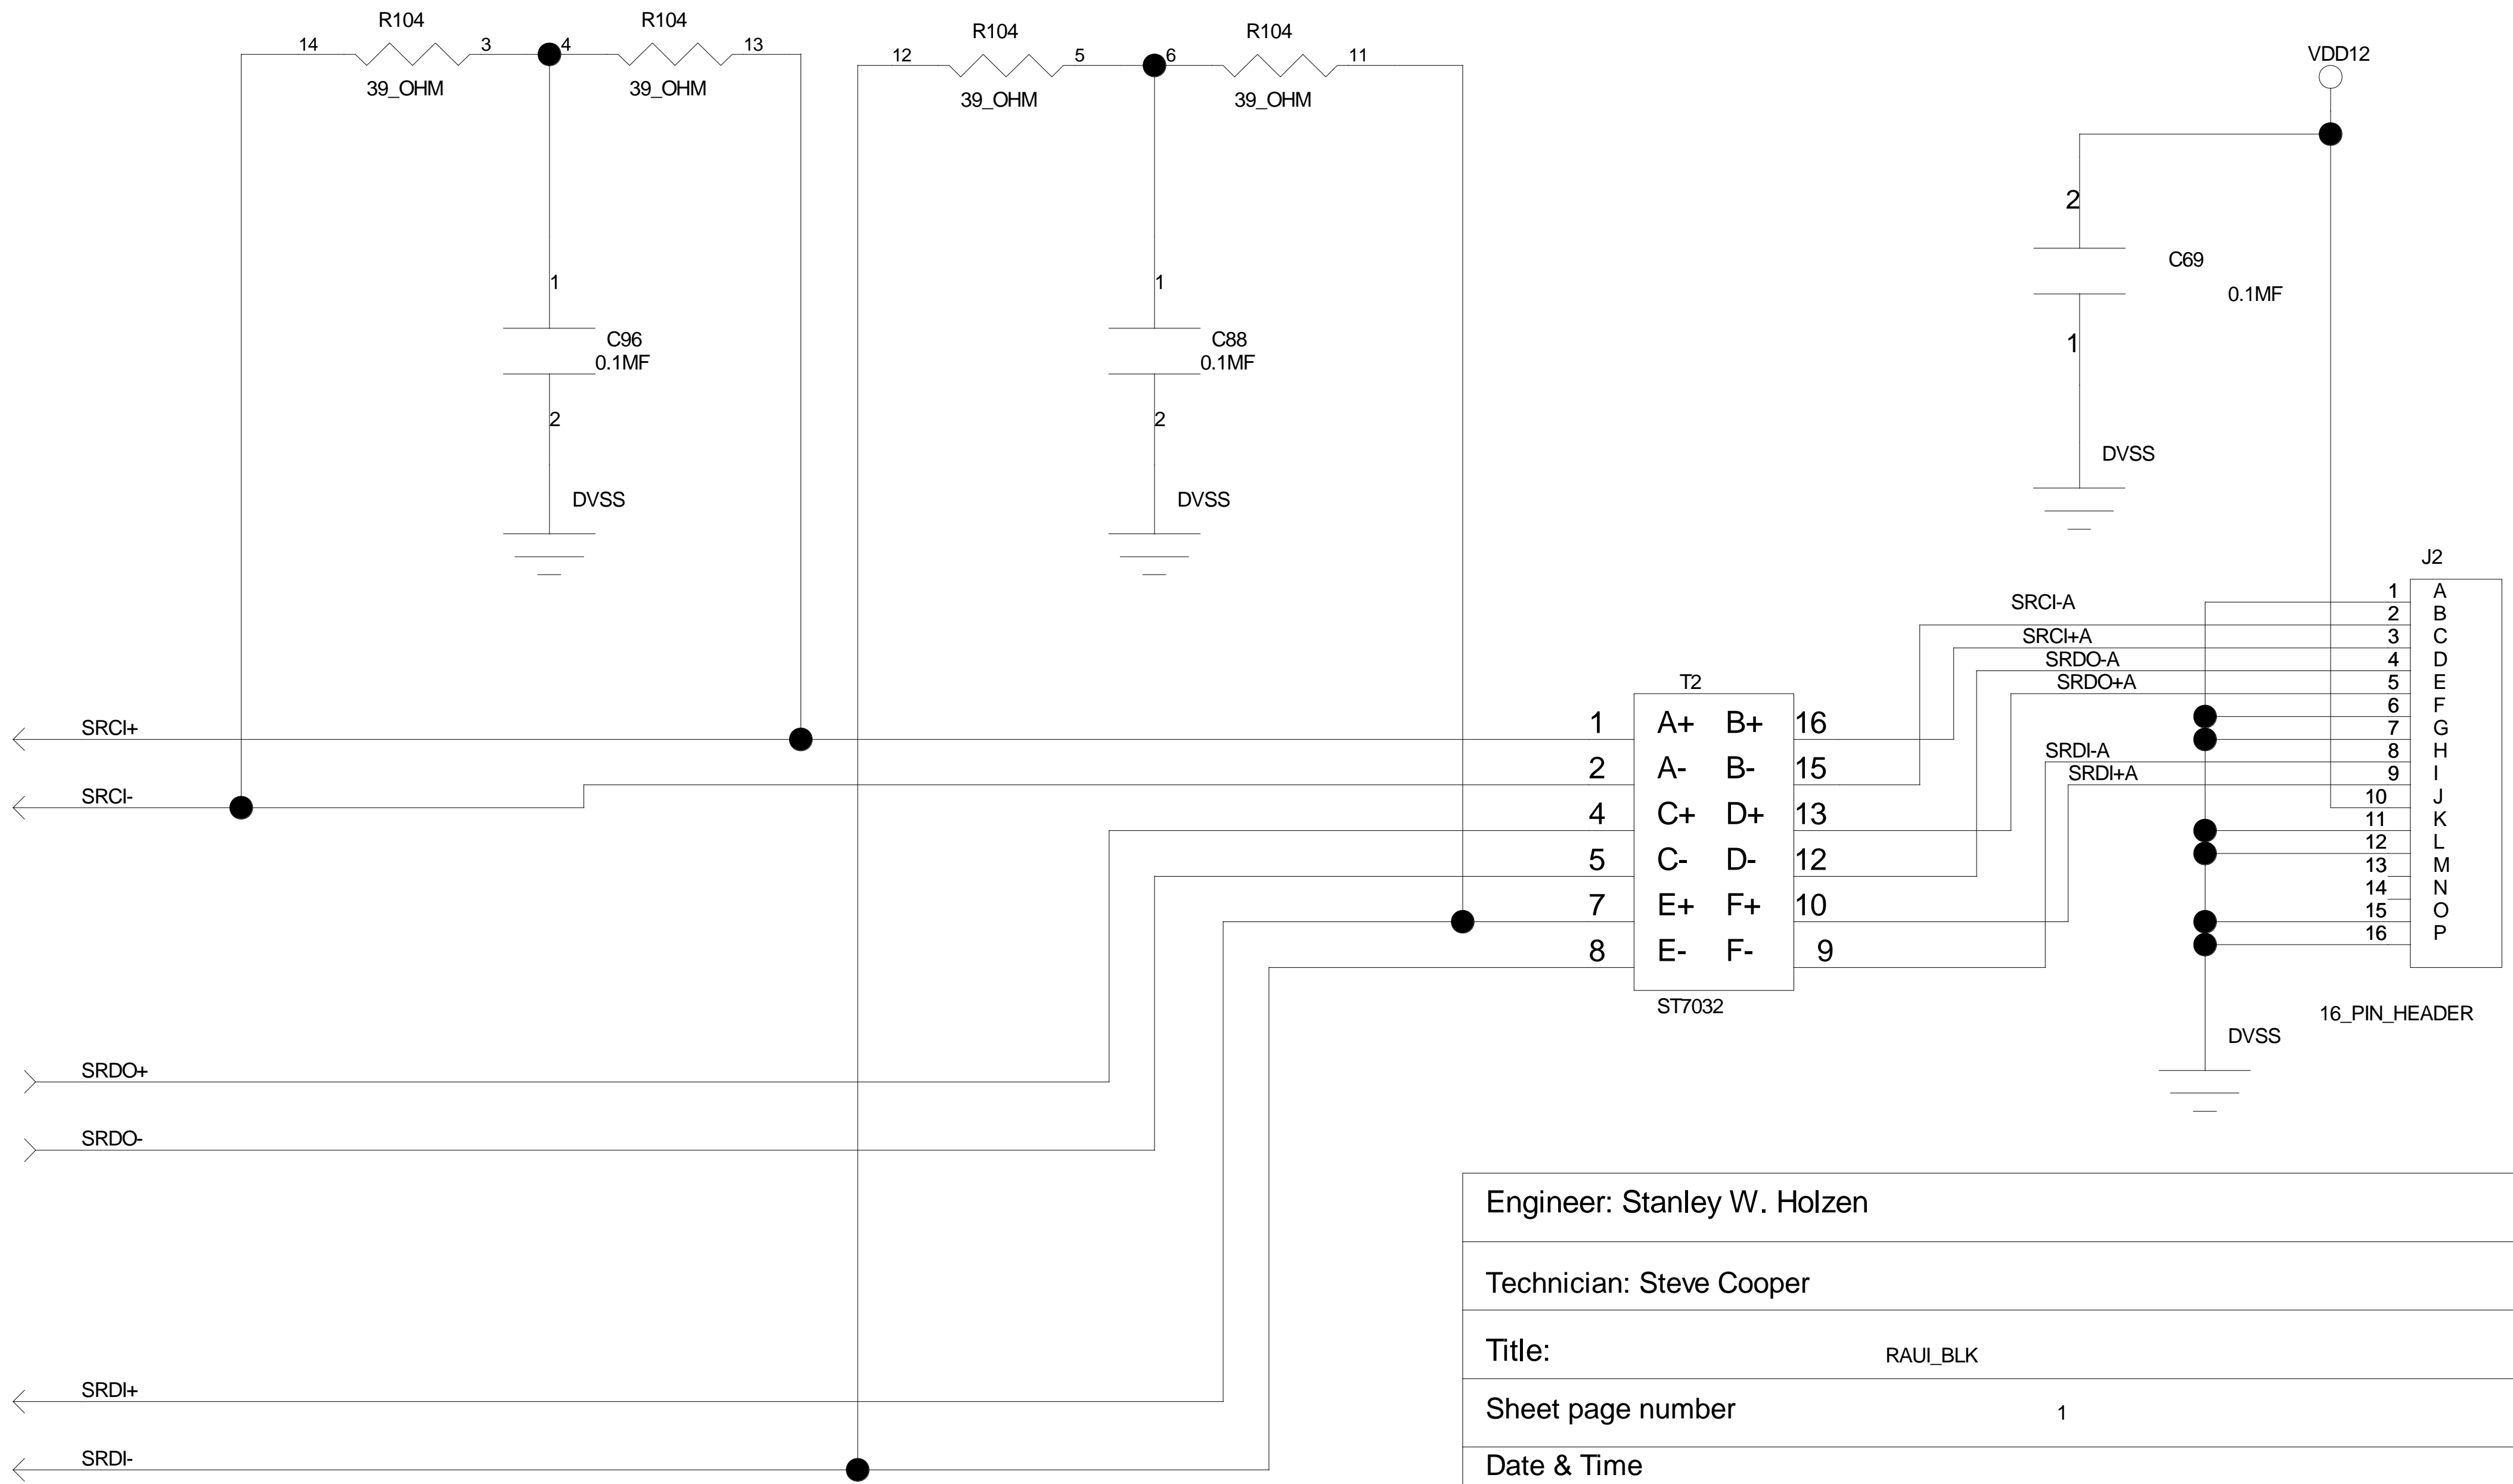 R104 R104
14 3 4 13
39_OHM 39_OHM
R104 R104
12 5 6 11
39_OHM 39_OHM
VDD12
2
C69
0.1MF
1
DVSS
1
C96
0.1MF
2
DVSS
1
C88
0.1MF
2
DVSS
J2
1 A
2 B
3 C
4 D
5 E
6 F
7 G
8 H
9 I
10 J
11 K
12 L
13 M
14 N
15 O
16 P
16_PIN_HEADER
SRCI-A
SRCI+A
SRDO-A
SRDO+A
SRDI-A
SRDI+A
DVSS
T2
1 A+ B+ 16
2 A- B- 15
4 C+ D+ 13
5 C- D- 12
7 E+ F+ 10
8 E- F- 9
ST7032
SRCI+
SRCI-
SRDO+
SRDO-
SRDI+
SRDI-
Engineer: Stanley W. Holzen
Technician: Steve Cooper
Title: RAUI_BLK
Sheet page number 1
Date & Time